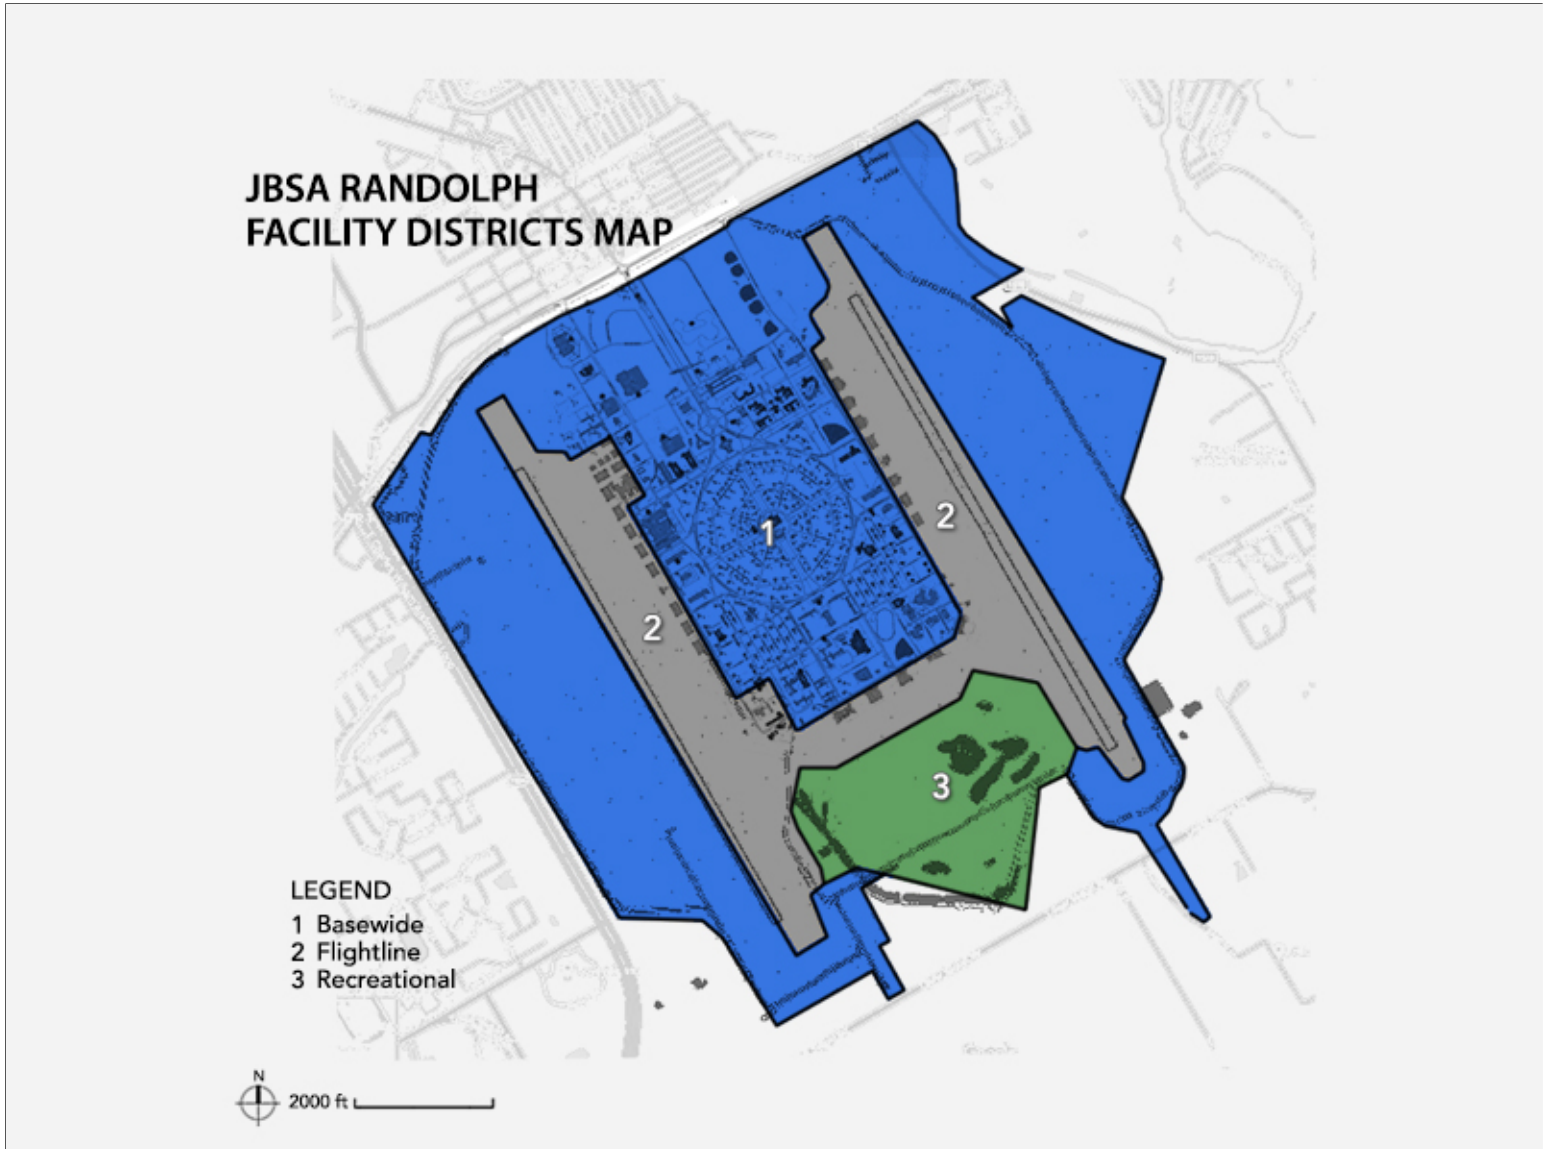 JBSA RANDOLPH
FACILITY DISTRICTS MAP
1
2
2
3
LEGEND
1 Basewide
2 Flightline
3 Recreational
N
2000 ft